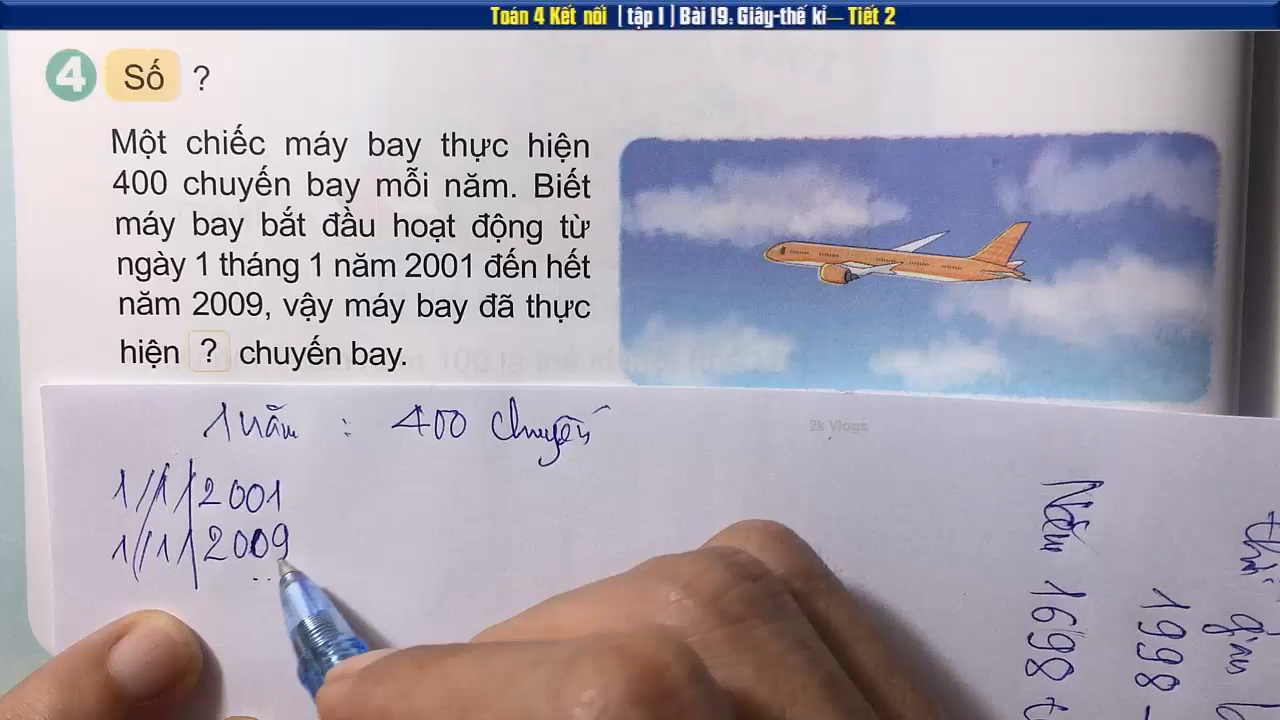 Toán 4 Kết nối ( tập 1 ) Bài 19: Giây-thế kỉ– Tiết 2
4 Số ?
Một chiếc máy bay thực hiện
400 chuyến bay mỗi năm. Biết
máy bay bắt đầu hoạt động từ
ngày 1 tháng 1 năm 2001 đến hết
năm 2009, vậy máy bay đã thực
hiện ? chuyến bay.
1 năm : 400 chuyến
1/1/2001
1/1/2009
2k Vlogs
Năm 1698
1998 -
gian